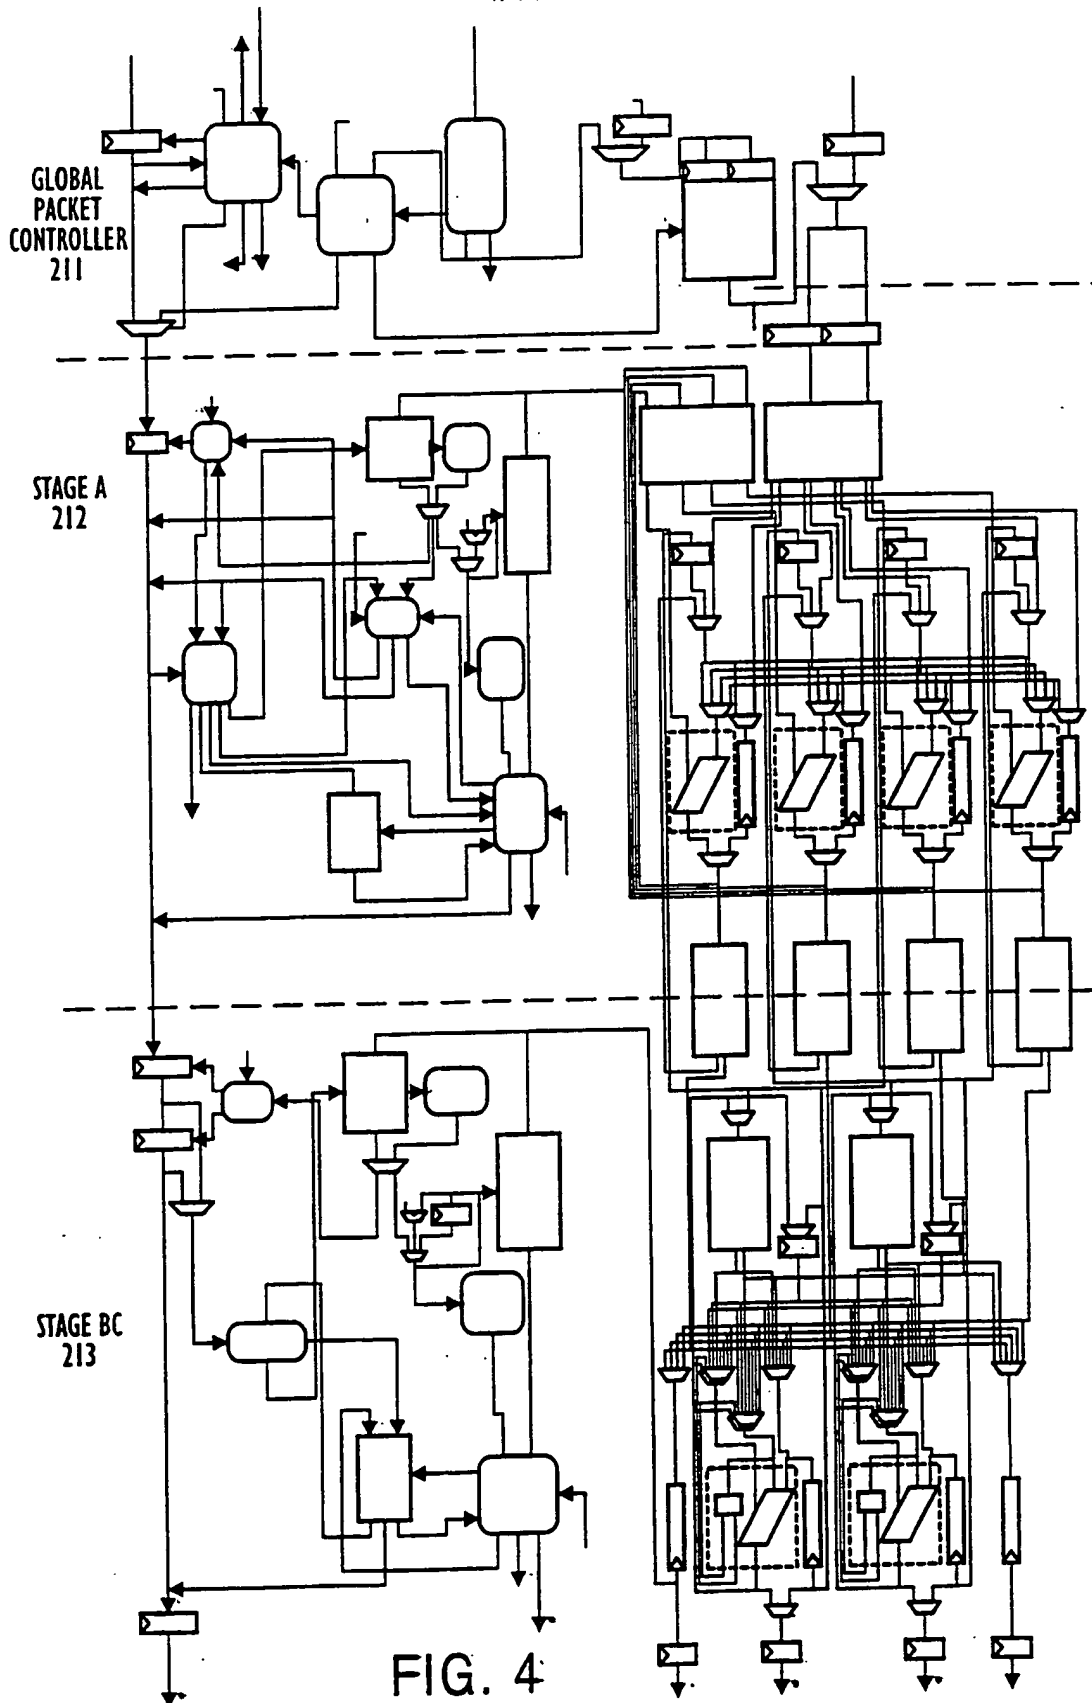 GLOBAL
PACKET
CONTROLLER
211
STAGE A
212
STAGE BC
213
FIG. 4